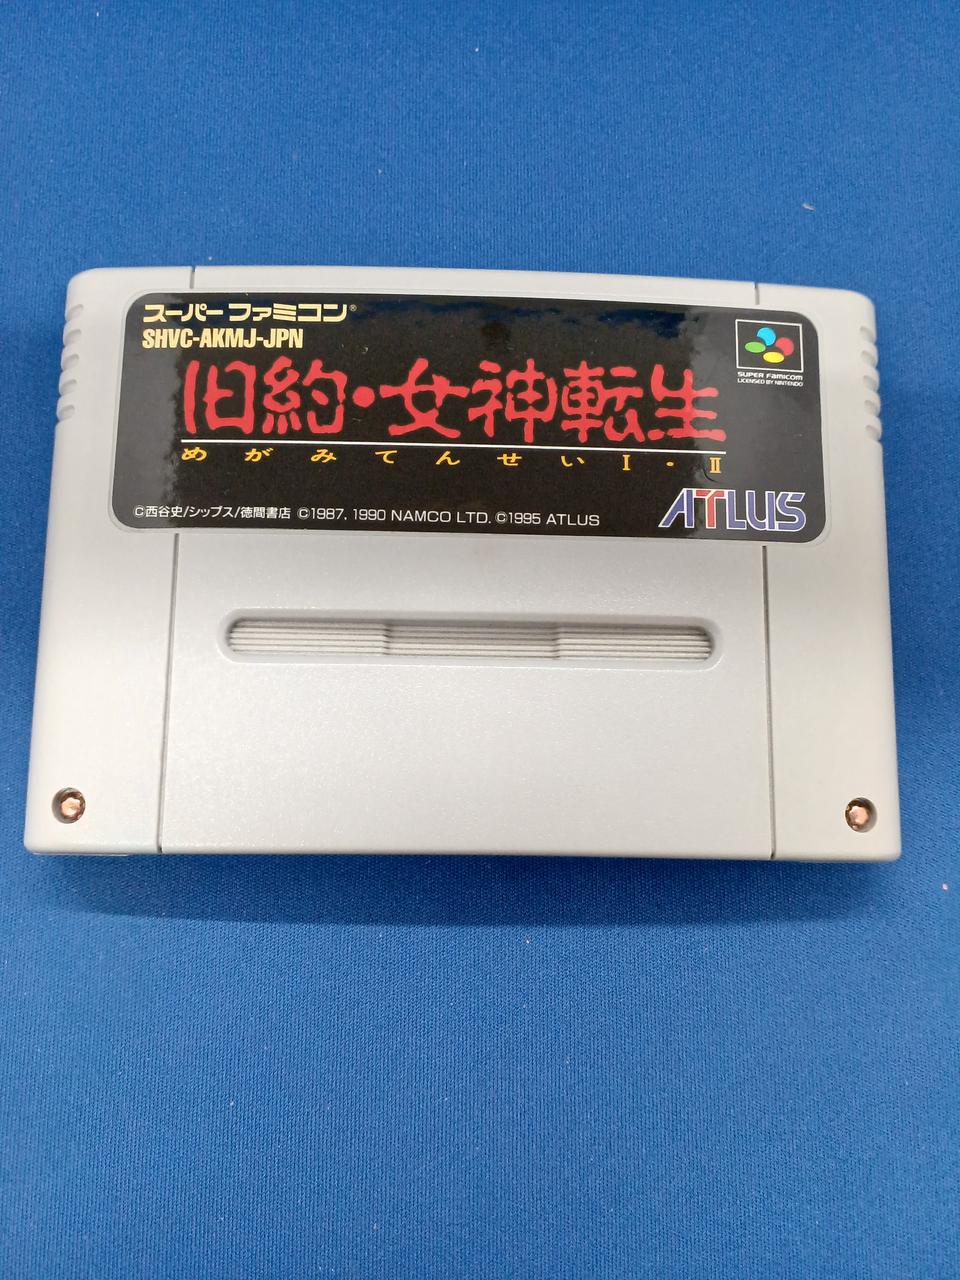 スーパーファミコン®
SHVC-AKMJ-JPN
旧約・女神転生
めがみてんせいI・II
SUPER FAMICOM
LICENSED BY NINTENDO
©西谷史/シップス/徳間書店 ©1987, 1990 NAMCO LTD. ©1995 ATLUS
ATLUS